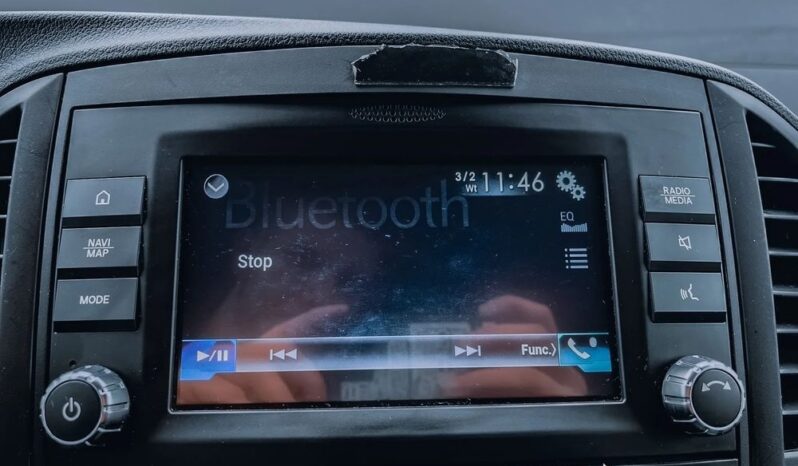 3/2
Wt
11:46
Bluetooth
EQ
Stop
Func.
NAVI
MAP
MODE
RADIO
MEDIA